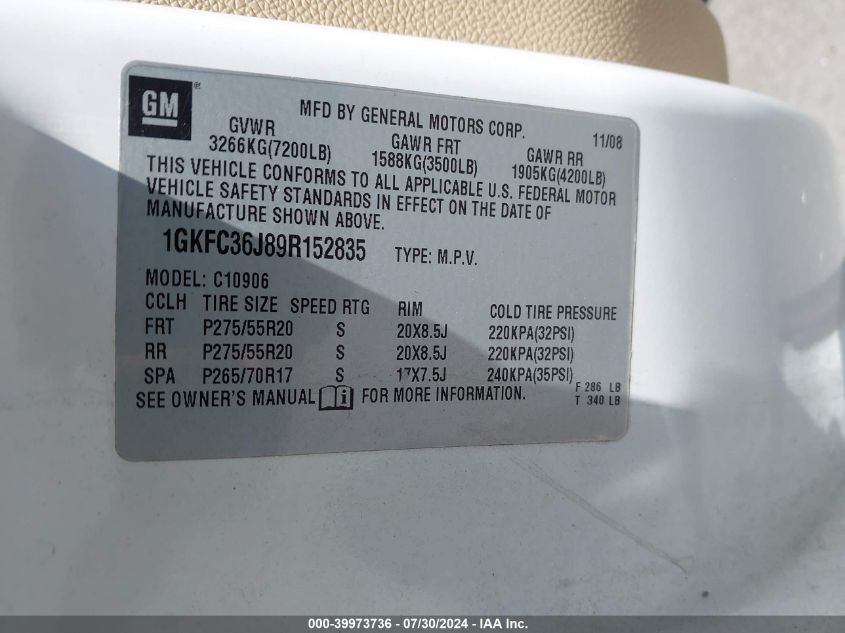 GM®
MFD BY GENERAL MOTORS CORP.
11/08
GVWR GAWR FRT GAWR RR
3266KG(7200LB) 1588KG(3500LB) 1905KG(4200LB)
THIS VEHICLE CONFORMS TO ALL APPLICABLE U.S. FEDERAL MOTOR
VEHICLE SAFETY STANDARDS IN EFFECT ON THE DATE OF
MANUFACTURE SHOWN ABOVE.
1GKFC36J89R152835 TYPE: M.P.V.
MODEL: C10906
CCLH TIRE SIZE SPEED RTG RIM COLD TIRE PRESSURE
FRT P275/55R20 S 20X8.5J 220KPA(32PSI)
RR P275/55R20 S 20X8.5J 220KPA(32PSI)
SPA P265/70R17 S 17X7.5J 240KPA(35PSI)
F 286 LB
SEE OWNER'S MANUAL i FOR MORE INFORMATION.
T 340 LB
000-39973736 - 07/30/2024 - IAA Inc.